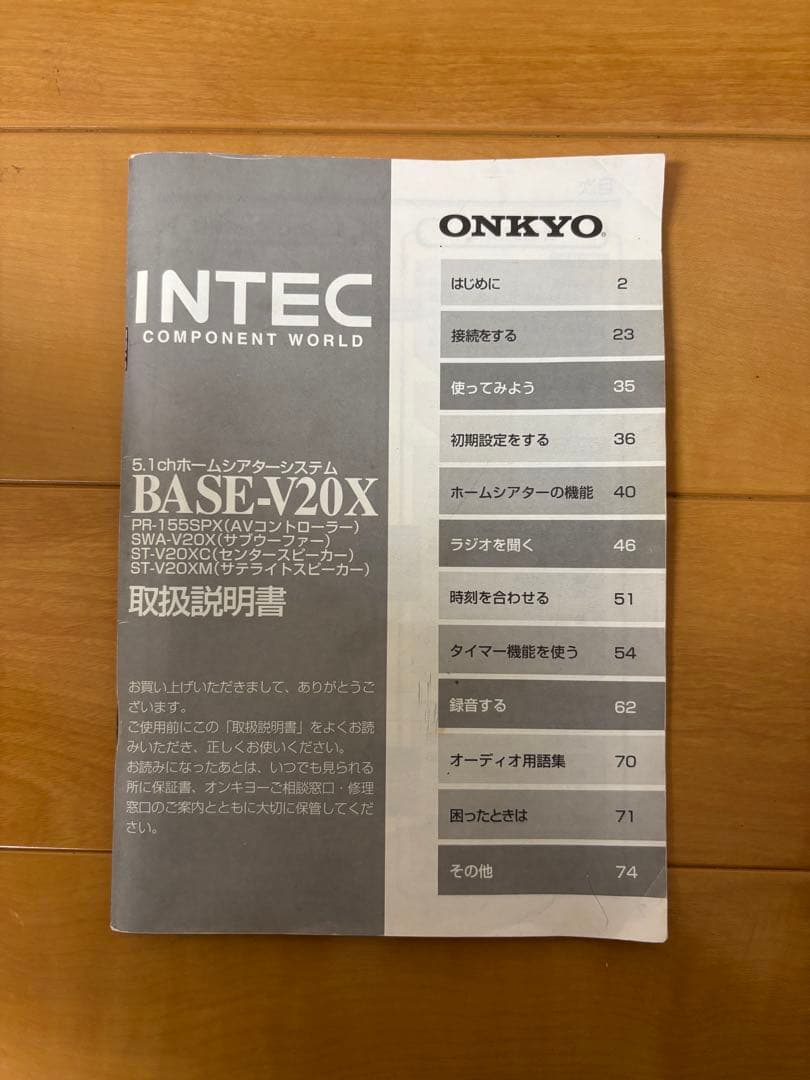 INTEC
COMPONENT WORLD
5.1chホームシアターシステム
BASE-V20X
PR-155SPX(AVコントローラー)
SWA-V20X(サブウーファー)
ST-V20XC(センタースピーカー)
ST-V20XM(サテライトスピーカー)
取扱説明書
お買い上げいただきまして、ありがとうご
ざいます。
ご使用前にこの「取扱説明書」をよくお読
みいただき、正しくお使いください。
お読みになったあとは、いつでも見られる
所に保証書、オンキヨーご相談窓口・修理
窓口のご案内とともに大切に保管してくだ
さい。
ONKYO®
はじめに 2
接続をする 23
使ってみよう 35
初期設定をする 36
ホームシアターの機能 40
ラジオを聞く 46
時刻を合わせる 51
タイマー機能を使う 54
録音する 62
オーディオ用語集 70
困ったときは 71
その他 74